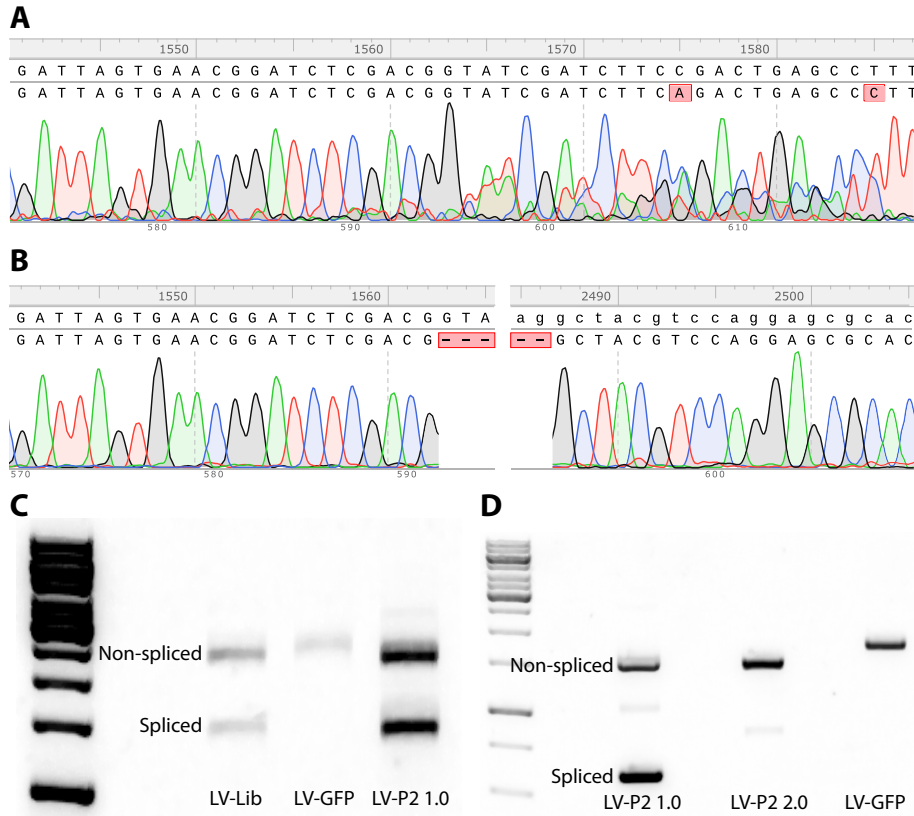 A
1550 1560 1570 1580
G A T T A G T G A A C G G A T C T C G A C G G T A T C G A T C T T C C G A C T G A G C C T T T
G A T T A G T G A A C G G A T C T C G A C G G T A T C G A T C T T C A G A C T G A G C C C T T
580 590 600 610
B
1550 1560 2490 2500
G A T T A G T G A A C G G A T C T C G A C G G T A a g g c t a c g t c c a g g a g c g c a c
G A T T A G T G A A C G G A T C T C G A C G - - - - - G C T A C G T C C A G G A G C G C A C
570 580 590 600
C
Non-spliced
Spliced
LV-Lib LV-GFP LV-P2 1.0
D
Non-spliced
Spliced
LV-P2 1.0 LV-P2 2.0 LV-GFP